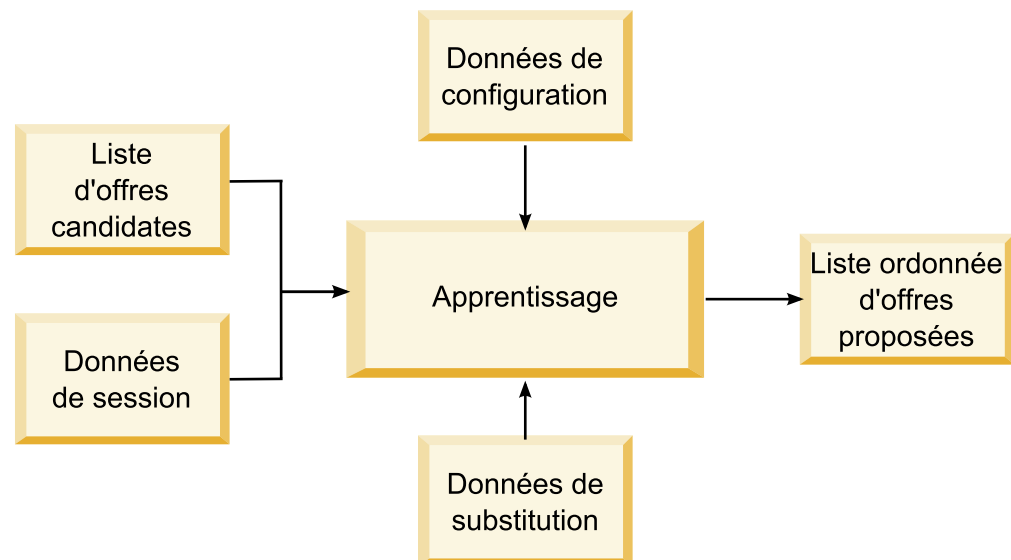 Données de
configuration
Liste
d'offres
candidates
Apprentissage
Liste ordonnée
d'offres
proposées
Données
de session
Données de
substitution